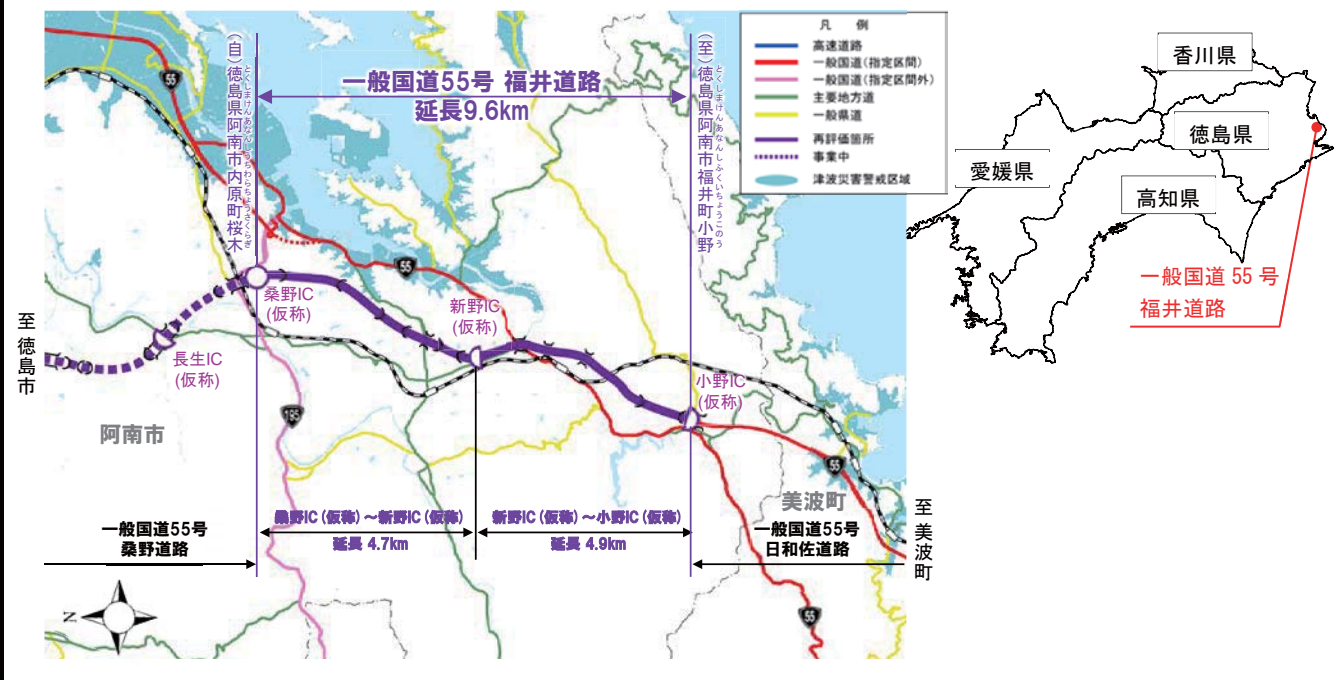 一般国道55号 福井道路
延長9.6km
(自)徳島県阿南市内原町桜木
とくしまけんあなんしうちわらちょうさくらぎ
(至)徳島県阿南市福井町小野
とくしまけんあなんしふくいちょうこのう
凡 例
高速道路
一般国道(指定区間)
一般国道(指定区間外)
主要地方道
一般県道
再評価箇所
事業中
津波災害警戒区域
香川県
徳島県
愛媛県
高知県
一般国道 55 号
福井道路
55
55
195
55
55
至 徳島市
桑野IC
(仮称)
新野IC
(仮称)
長生IC
(仮称)
小野IC
(仮称)
阿南市
美波町
至 美波町
一般国道55号
桑野道路
桑野IC(仮称)~新野IC(仮称)
延長 4.7km
新野IC(仮称)~小野IC(仮称)
延長 4.9km
一般国道55号
日和佐道路
N